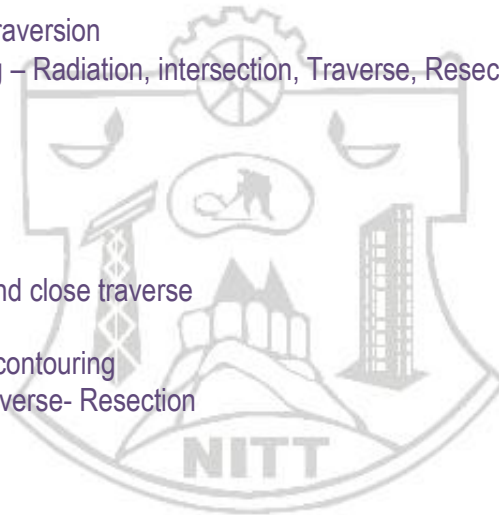 raversion
– Radiation, intersection, Traverse, Resec
nd close traverse
contouring
verse- Resection
NITT